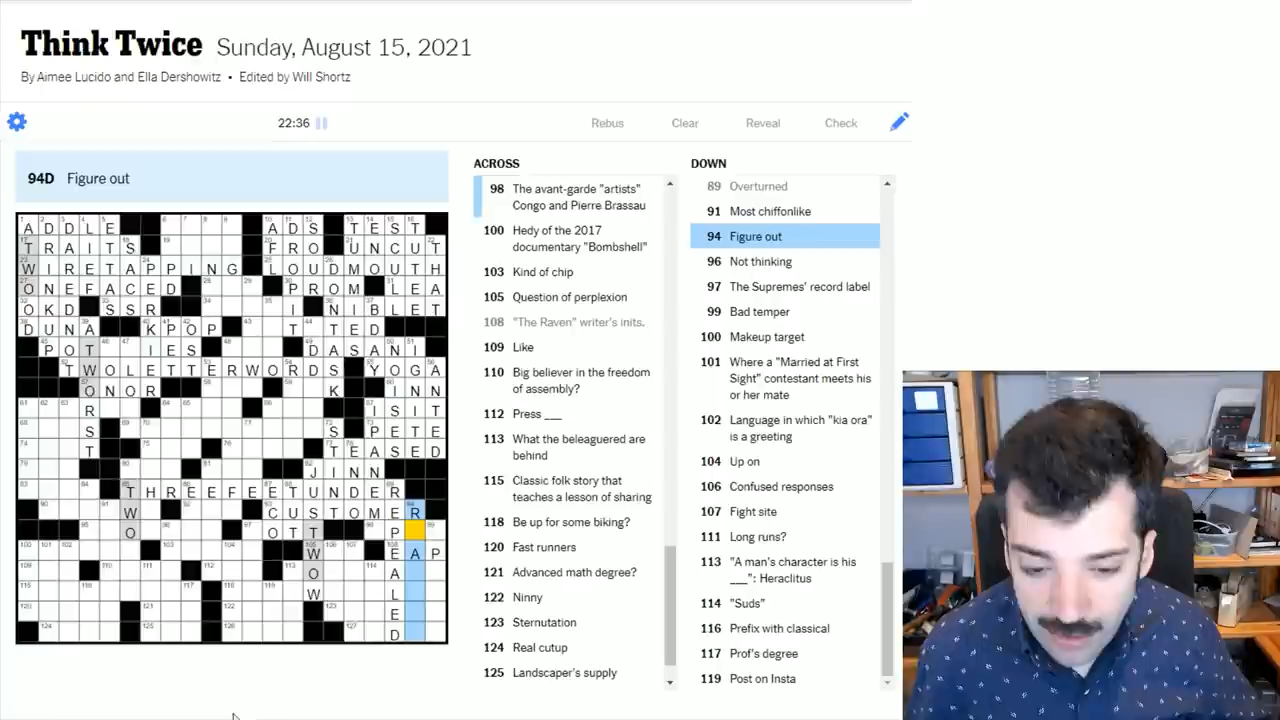 Think Twice Sunday, August 15, 2021
By Aimee Lucido and Ella Dershowitz • Edited by Will Shortz
22:36
Rebus
Clear
Reveal
Check
94D Figure out
ACROSS
98 The avant-garde "artists"
Congo and Pierre Brassau
100 Hedy of the 2017
documentary "Bombshell"
103 Kind of chip
105 Question of perplexion
108 "The Raven" writer's inits.
109 Like
110 Big believer in the freedom
of assembly?
112 Press ___
113 What the beleaguered are
behind
115 Classic folk story that
teaches a lesson of sharing
118 Be up for some biking?
120 Fast runners
121 Advanced math degree?
122 Ninny
123 Sternutation
124 Real cutup
125 Landscaper's supply
DOWN
89 Overturned
91 Most chiffonlike
94 Figure out
96 Not thinking
97 The Supremes' record label
99 Bad temper
100 Makeup target
101 Where a "Married at First
Sight" contestant meets his
or her mate
102 Language in which "kia ora"
is a greeting
104 Up on
106 Confused responses
107 Fight site
111 Long runs?
113 "A man's character is his
___": Heraclitus
114 "Suds"
116 Prefix with classical
117 Prof's degree
119 Post on Insta
ADDLE ADS TEST
TRAITS FRO UNCUT
WIRETAPPING LOUDMOUTH
ONEFACED PROM LEA
OKD SSR I NIBLET
DUNA KPOP T TED
POT IES DASANI
TWOLETTERWORDS YOGA
ONOR K INN
R ISIT
S S PETE
T TEASED
JINN
THREEFEETUNDER
W CUSTOMER
O OTT P
W EAP
O A
W L
E
D